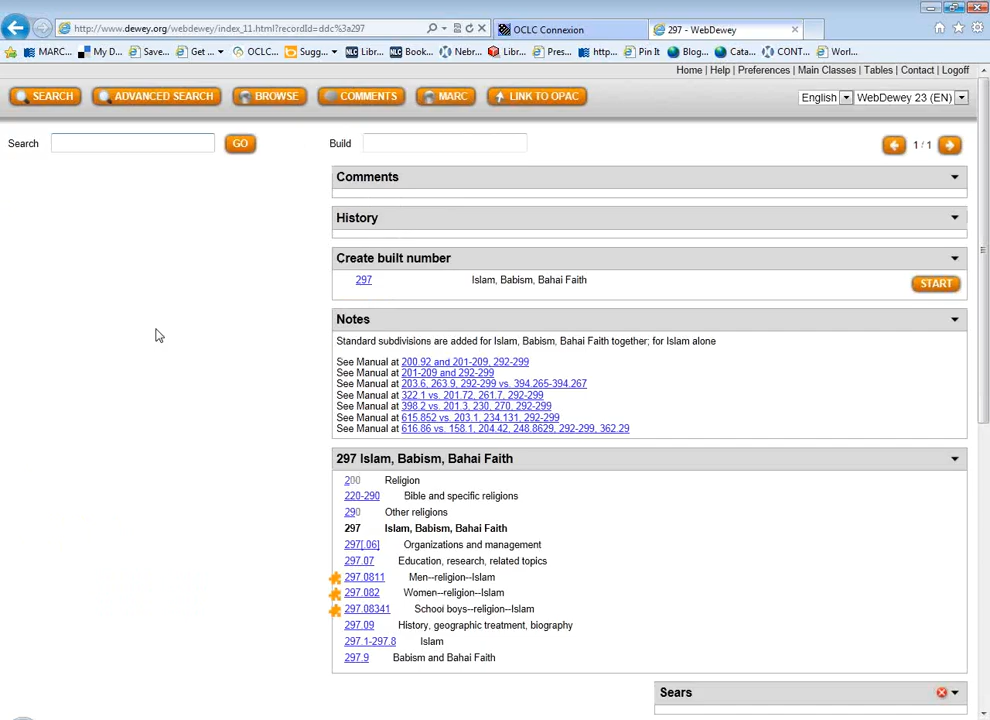 http://www.dewey.org/webdewey/index_11.html?recordId=ddc%3a297
OCLC Connexion
297 - WebDewey
MARC... My D... Save... Get ... OCLC... Sugg... Libr... Book... Nebr... Libr... Pres... http... Pin It Blog... Cata... CONT... Worl...
Home | Help | Preferences | Main Classes | Tables | Contact | Logoff
SEARCH ADVANCED SEARCH BROWSE COMMENTS MARC LINK TO OPAC
English WebDewey 23 (EN)
Search GO Build 1 / 1
Comments
History
Create built number
297 Islam, Babism, Bahai Faith START
Notes
Standard subdivisions are added for Islam, Babism, Bahai Faith together; for Islam alone
See Manual at 200.92 and 201-209, 292-299
See Manual at 201-209 and 292-299
See Manual at 203.6, 263.9, 292-299 vs. 394.265-394.267
See Manual at 322.1 vs. 201.72, 261.7, 292-299
See Manual at 398.2 vs. 201.3, 230, 270, 292-299
See Manual at 615.852 vs. 203.1, 234.131, 292-299
See Manual at 616.86 vs. 158.1, 204.42, 248.8629, 292-299, 362.29
297 Islam, Babism, Bahai Faith
200 Religion
220-290 Bible and specific religions
290 Other religions
297 Islam, Babism, Bahai Faith
297[.06] Organizations and management
297.07 Education, research, related topics
297.0811 Men--religion--Islam
297.082 Women--religion--Islam
297.08341 School boys--religion--Islam
297.09 History, geographic treatment, biography
297.1-297.8 Islam
297.9 Babism and Bahai Faith
Sears